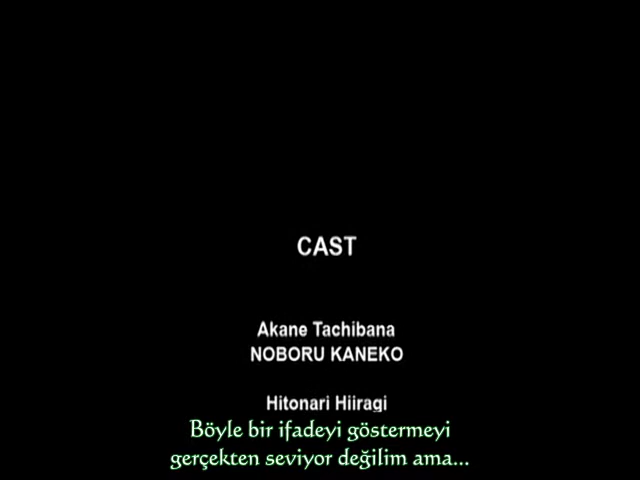 CAST
Akane Tachibana
NOBORU KANEKO
Hitonari Hiiragi
Böyle bir ifadeyi göstermeyi
gerçekten seviyor değilim ama...